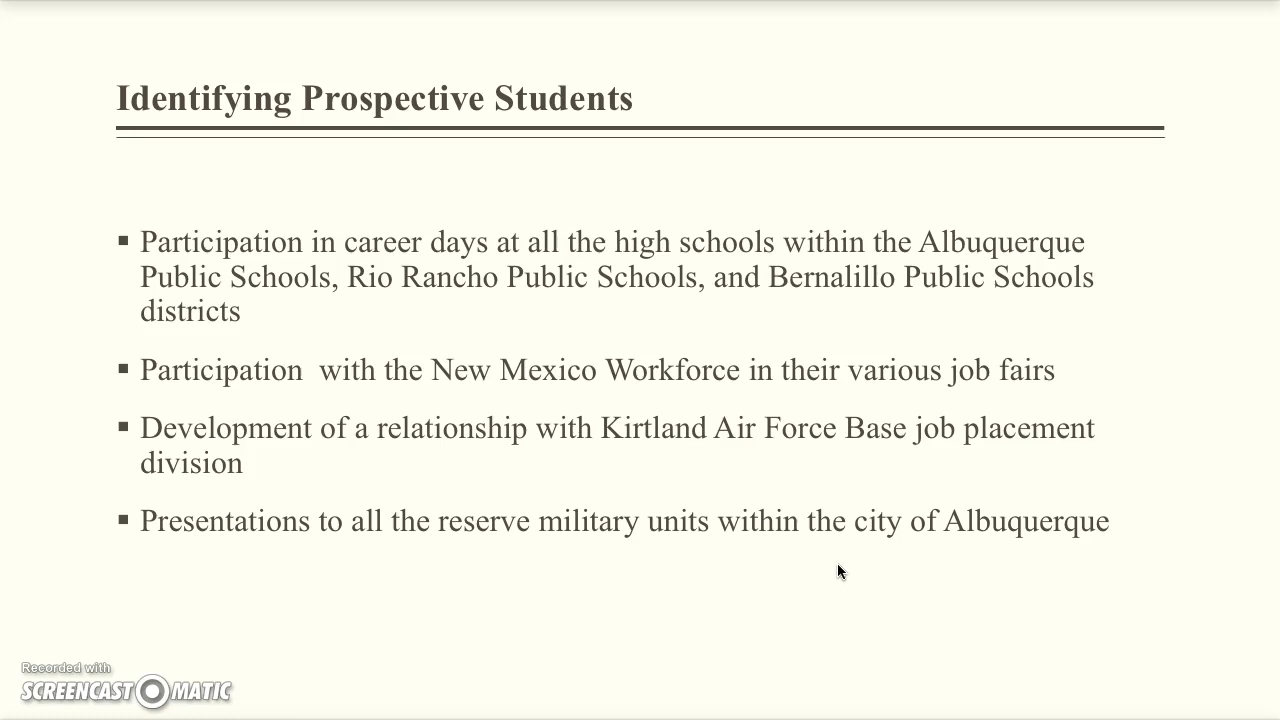 Identifying Prospective Students
▪ Participation in career days at all the high schools within the Albuquerque
Public Schools, Rio Rancho Public Schools, and Bernalillo Public Schools
districts
▪ Participation  with the New Mexico Workforce in their various job fairs
▪ Development of a relationship with Kirtland Air Force Base job placement
division
▪ Presentations to all the reserve military units within the city of Albuquerque
Recorded with
SCREENCAST MATIC